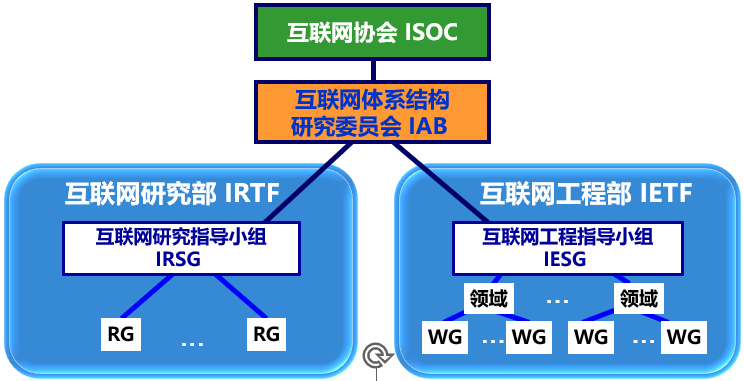 互联网协会 ISOC
互联网体系结构
研究委员会 IAB
互联网研究部 IRTF
互联网工程部 IETF
互联网研究指导小组
IRSG
互联网工程指导小组
IESG
领域
...
领域
RG
...
RG
WG
...
WG
WG
...
WG